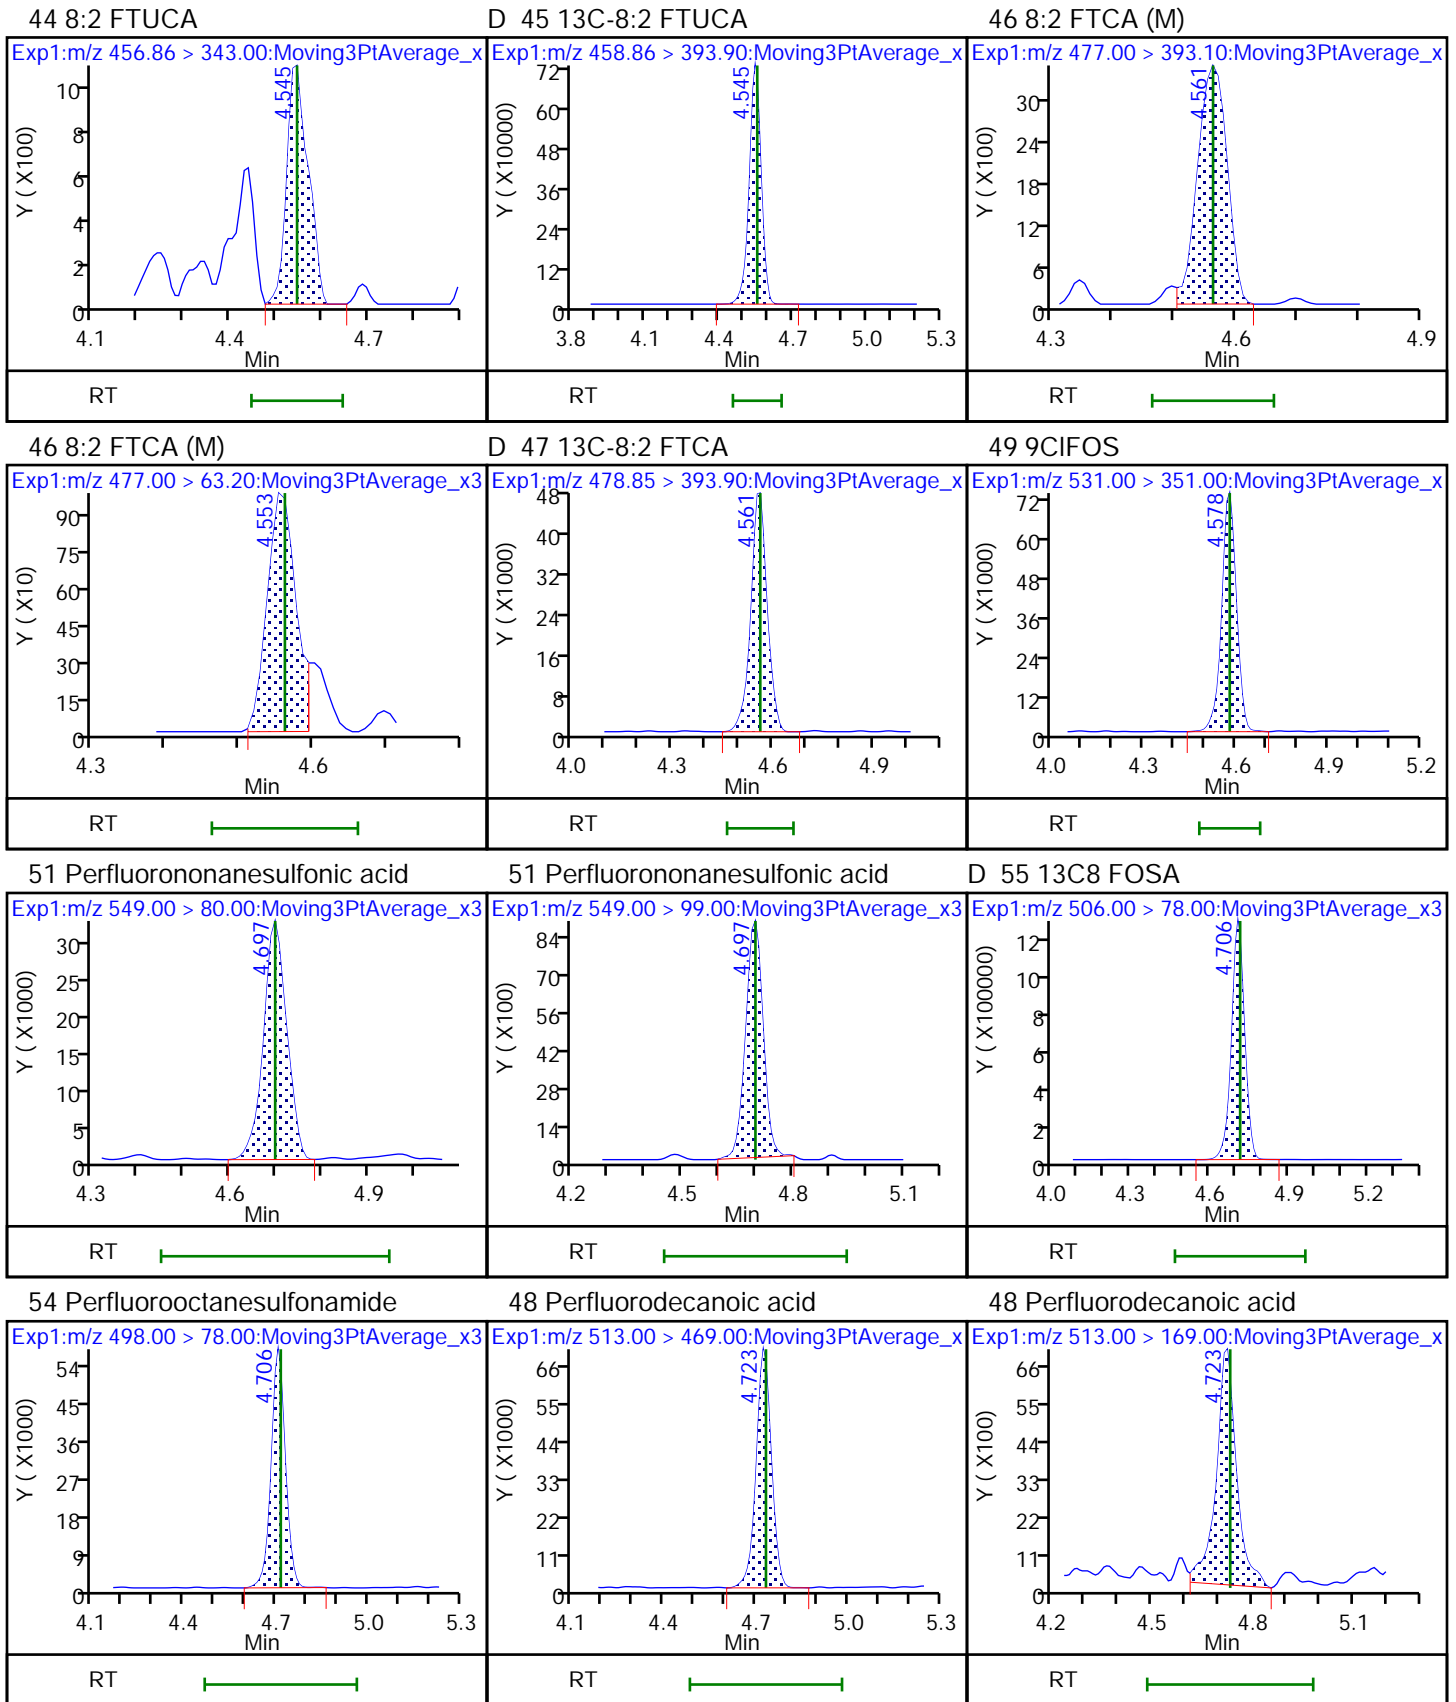 44 8:2 FTUCA
Exp1:m/z 456.86 > 343.00:Moving3PtAverage_x
Y ( X100)
10
8
6
4
2
0
4.545
4.1 4.4 4.7
Min
RT
D 45 13C-8:2 FTUCA
Exp1:m/z 458.86 > 393.90:Moving3PtAverage_x
Y ( X10000)
72
60
48
36
24
12
0
4.545
3.8 4.1 4.4 4.7 5.0 5.3
Min
RT
46 8:2 FTCA (M)
Exp1:m/z 477.00 > 393.10:Moving3PtAverage_x
Y ( X100)
30
24
18
12
6
0
4.561
4.3 4.6 4.9
Min
RT
46 8:2 FTCA (M)
Exp1:m/z 477.00 > 63.20:Moving3PtAverage_x3
Y ( X10)
90
75
60
45
30
15
0
4.553
4.3 4.6
Min
RT
D 47 13C-8:2 FTCA
Exp1:m/z 478.85 > 393.90:Moving3PtAverage_x
Y ( X1000)
48
40
32
24
16
8
0
4.561
4.0 4.3 4.6 4.9
Min
RT
49 9ClFOS
Exp1:m/z 531.00 > 351.00:Moving3PtAverage_x
Y ( X1000)
72
60
48
36
24
12
0
4.578
4.0 4.3 4.6 4.9 5.2
Min
RT
51 Perfluorononanesulfonic acid
Exp1:m/z 549.00 > 80.00:Moving3PtAverage_x3
Y ( X1000)
30
25
20
15
10
5
0
4.697
4.3 4.6 4.9
Min
RT
51 Perfluorononanesulfonic acid
Exp1:m/z 549.00 > 99.00:Moving3PtAverage_x3
Y ( X100)
84
70
56
42
28
14
0
4.697
4.2 4.5 4.8 5.1
Min
RT
D 55 13C8 FOSA
Exp1:m/z 506.00 > 78.00:Moving3PtAverage_x3
Y ( X100000)
12
10
8
6
4
2
0
4.706
4.0 4.3 4.6 4.9 5.2
Min
RT
54 Perfluorooctanesulfonamide
Exp1:m/z 498.00 > 78.00:Moving3PtAverage_x3
Y ( X1000)
54
45
36
27
18
9
0
4.706
4.1 4.4 4.7 5.0 5.3
Min
RT
48 Perfluorodecanoic acid
Exp1:m/z 513.00 > 469.00:Moving3PtAverage_x
Y ( X1000)
66
55
44
33
22
11
0
4.723
4.1 4.4 4.7 5.0 5.3
Min
RT
48 Perfluorodecanoic acid
Exp1:m/z 513.00 > 169.00:Moving3PtAverage_x
Y ( X100)
66
55
44
33
22
11
0
4.723
4.2 4.5 4.8 5.1
Min
RT